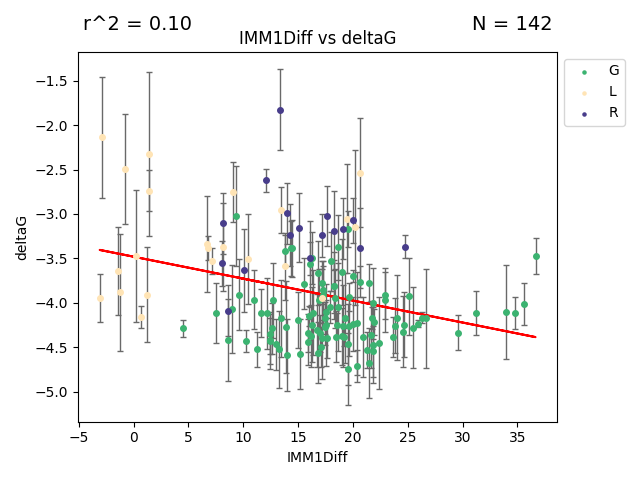 r^2 = 0.10
N = 142
IMM1Diff vs deltaG
G
L
R
−1.5
−2.0
−2.5
−3.0
−3.5
−4.0
−4.5
−5.0
deltaG
−5 0 5 10 15 20 25 30 35
IMM1Diff